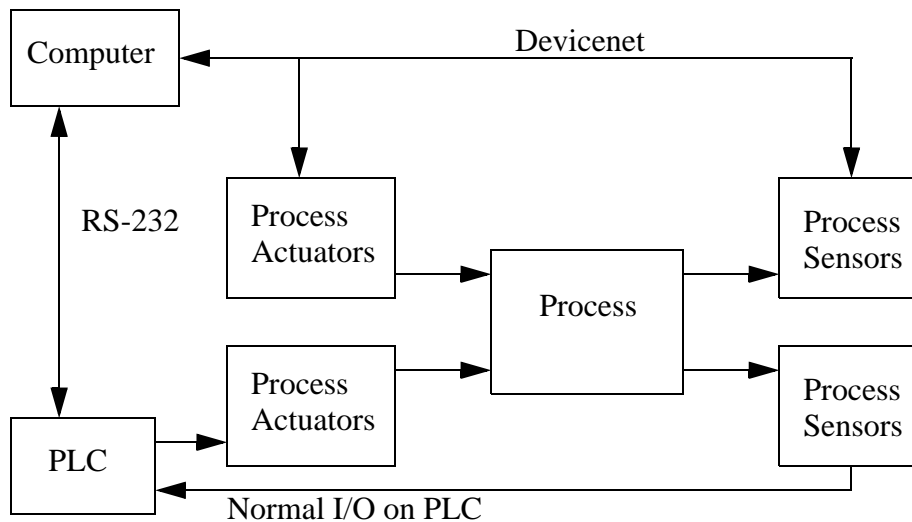 Computer
Devicenet
RS-232
Process
Actuators
Process
Sensors
Process
Process
Actuators
Process
Sensors
PLC
Normal I/O on PLC